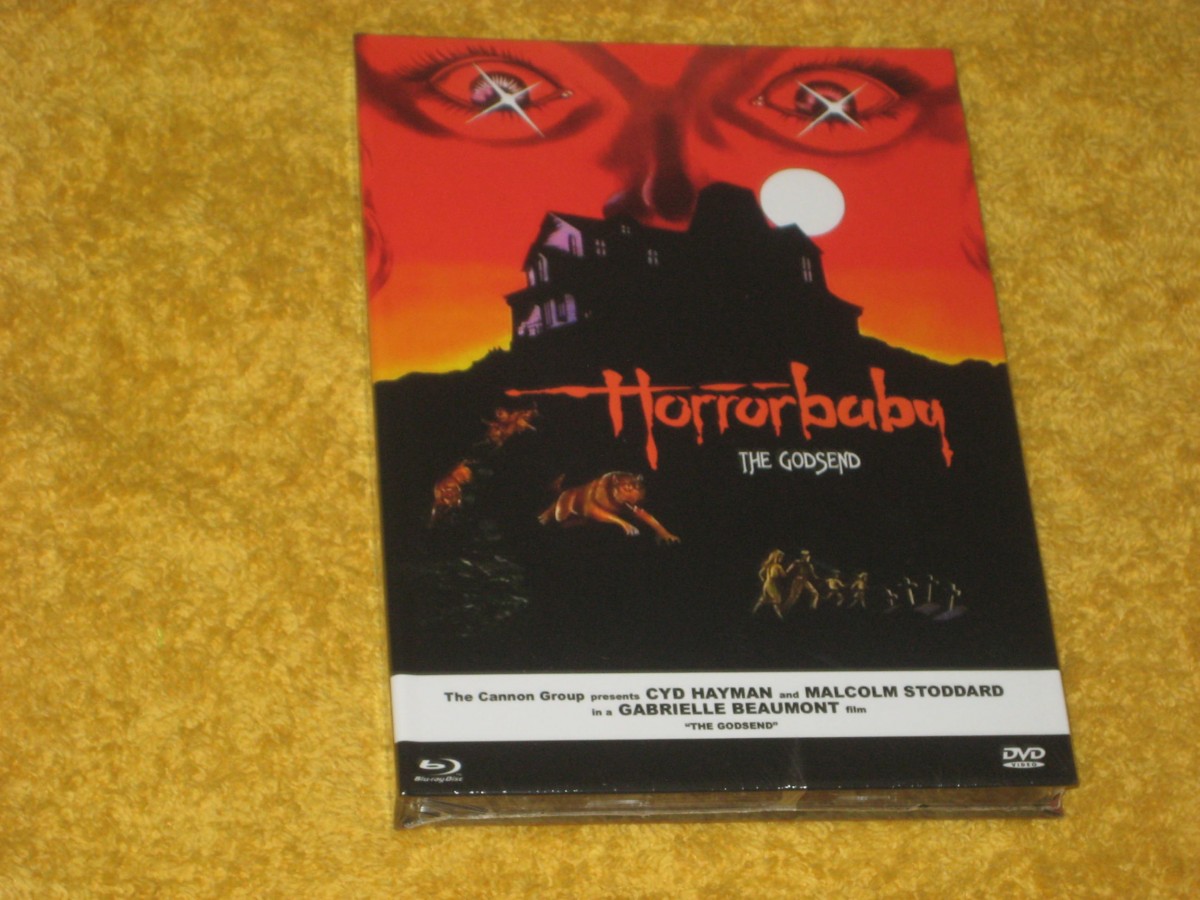 Horrorbaby
THE GODSEND
The Cannon Group presents CYD HAYMAN and MALCOLM STODDARD
in a GABRIELLE BEAUMONT film
"THE GODSEND"
Blu-ray Disc
DVD
VIDEO